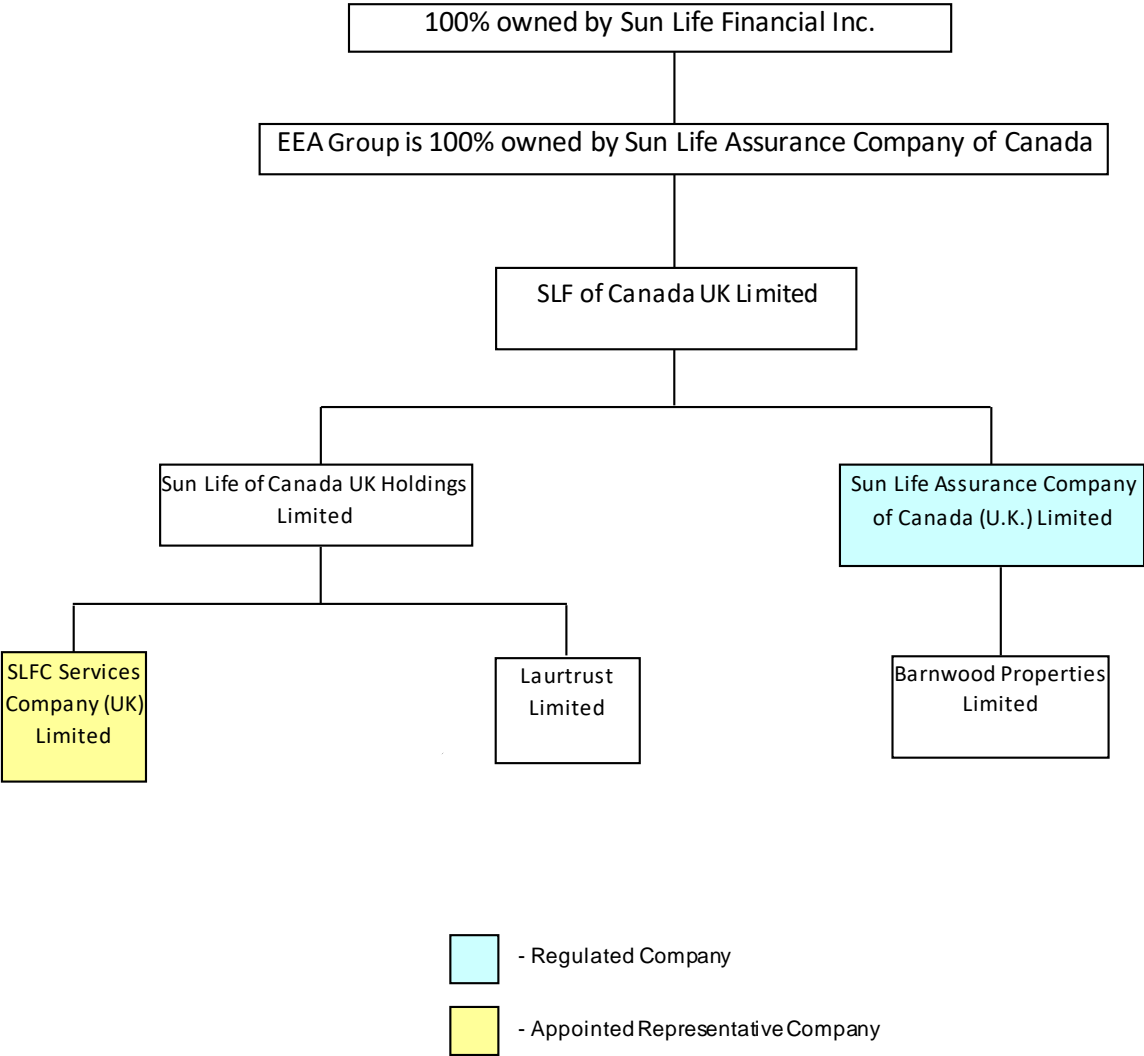 100% owned by Sun Life Financial Inc.
EEA Group is 100% owned by Sun Life Assurance Company of Canada
SLF of Canada UK Limited
Sun Life of Canada UK Holdings
Limited
Sun Life Assurance Company
of Canada (U.K.) Limited
SLFC Services
Company (UK)
Limited
Laurtrust
Limited
Barnwood Properties
Limited
- Regulated Company
- Appointed Representative Company